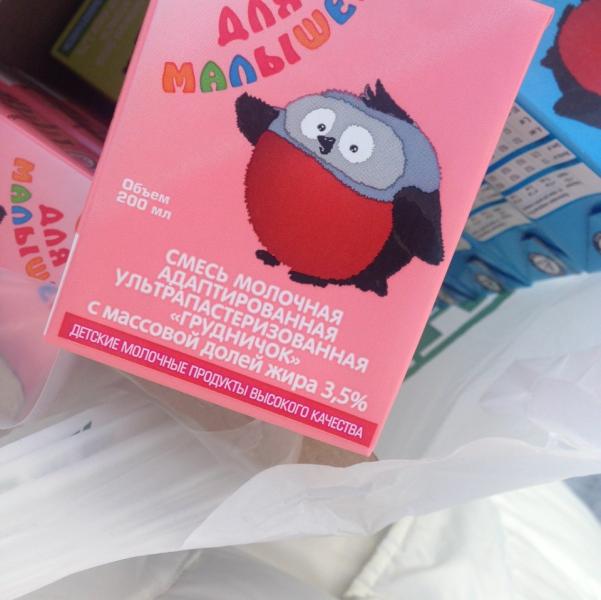 ДЛЯ
МАЛЫШЕ
Объем
200 мл
СМЕСЬ МОЛОЧНАЯ
АДАПТИРОВАННАЯ
УЛЬТРАПАСТЕРИЗОВАННАЯ
«ГРУДНИЧОК»
с массовой долей жира 3,5%
ДЕТСКИЕ МОЛОЧНЫЕ ПРОДУКТЫ ВЫСОКОГО КАЧЕСТВА
ДЛЯ
МАЛЫШЕ